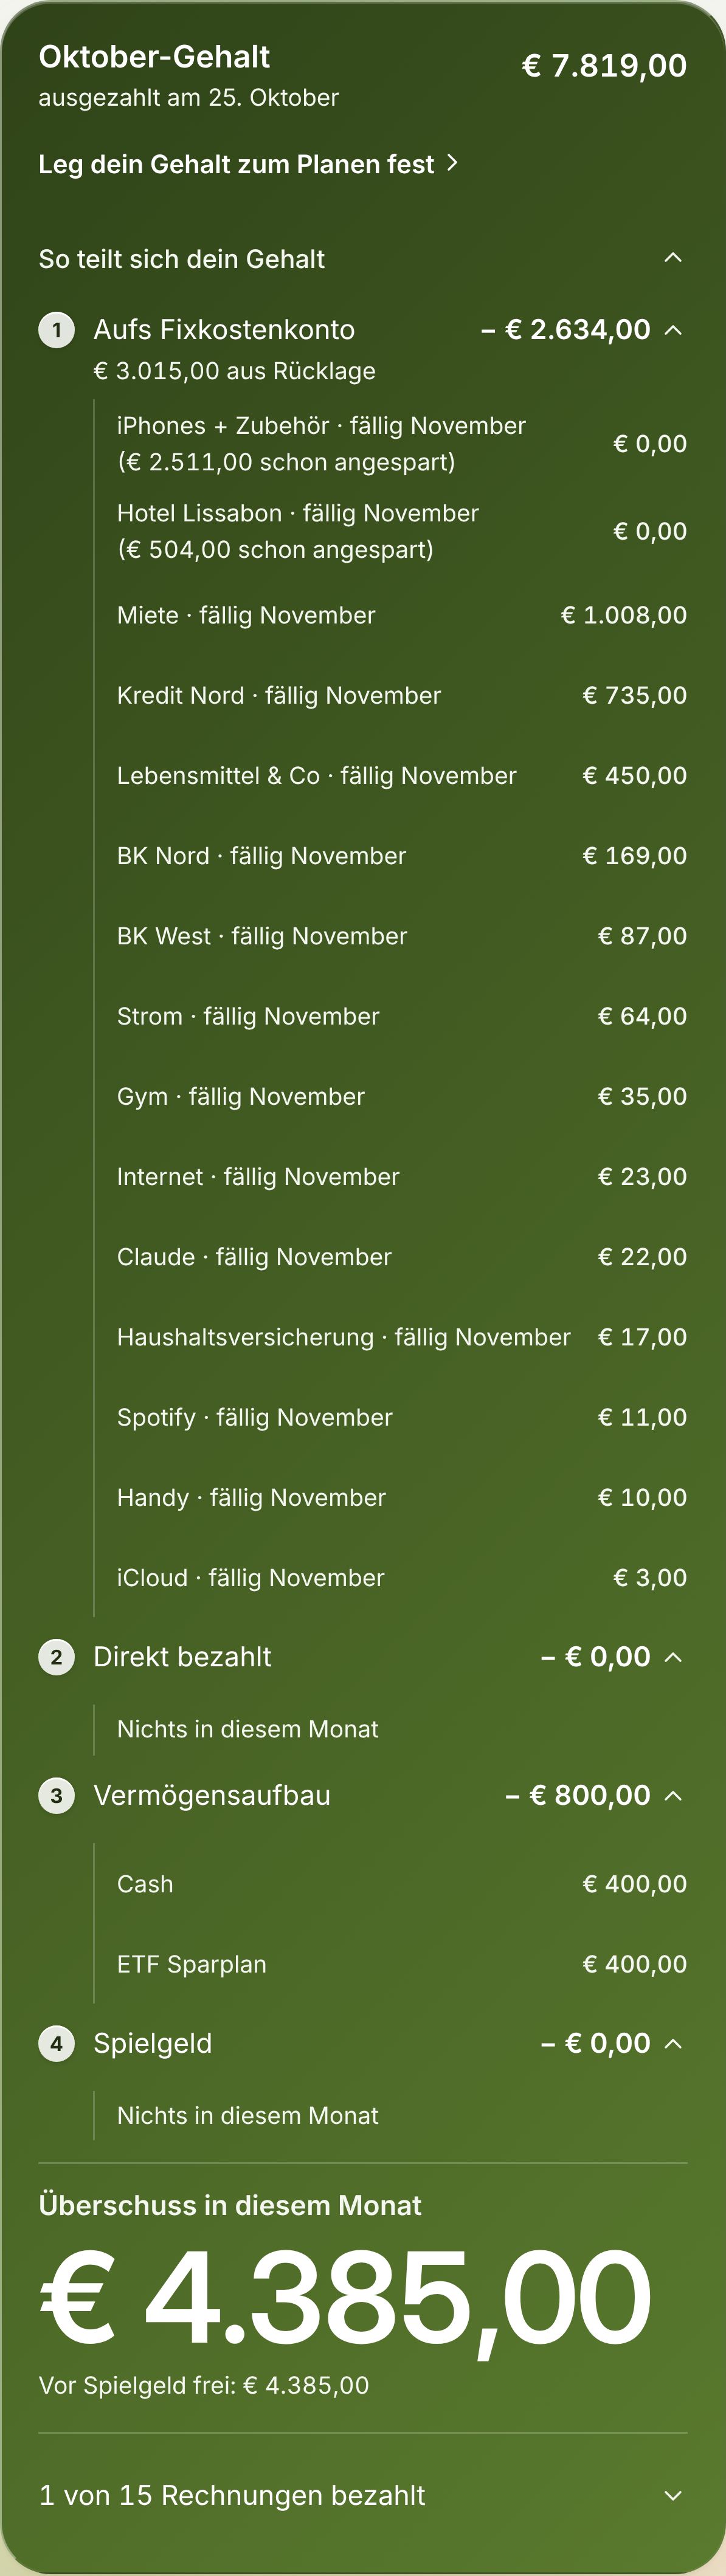 Oktober-Gehalt
€ 7.819,00
ausgezahlt am 25. Oktober
Leg dein Gehalt zum Planen fest
So teilt sich dein Gehalt
1 Aufs Fixkostenkonto – € 2.634,00
€ 3.015,00 aus Rücklage
iPhones + Zubehör · fällig November
(€ 2.511,00 schon angespart)
€ 0,00
Hotel Lissabon · fällig November
(€ 504,00 schon angespart)
€ 0,00
Miete · fällig November € 1.008,00
Kredit Nord · fällig November € 735,00
Lebensmittel & Co · fällig November € 450,00
BK Nord · fällig November € 169,00
BK West · fällig November € 87,00
Strom · fällig November € 64,00
Gym · fällig November € 35,00
Internet · fällig November € 23,00
Claude · fällig November € 22,00
Haushaltsversicherung · fällig November € 17,00
Spotify · fällig November € 11,00
Handy · fällig November € 10,00
iCloud · fällig November € 3,00
2 Direkt bezahlt – € 0,00
Nichts in diesem Monat
3 Vermögensaufbau – € 800,00
Cash € 400,00
ETF Sparplan € 400,00
4 Spielgeld – € 0,00
Nichts in diesem Monat
Überschuss in diesem Monat
€ 4.385,00
Vor Spielgeld frei: € 4.385,00
1 von 15 Rechnungen bezahlt